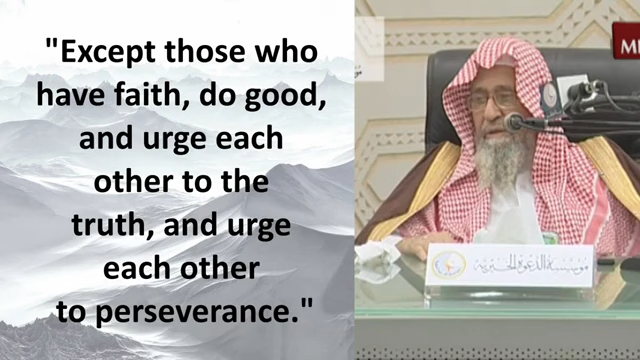 "Except those who
have faith, do good,
and urge each
other to the
truth, and urge
each other
to perseverance."
مؤسسة الدعوة الخيرية